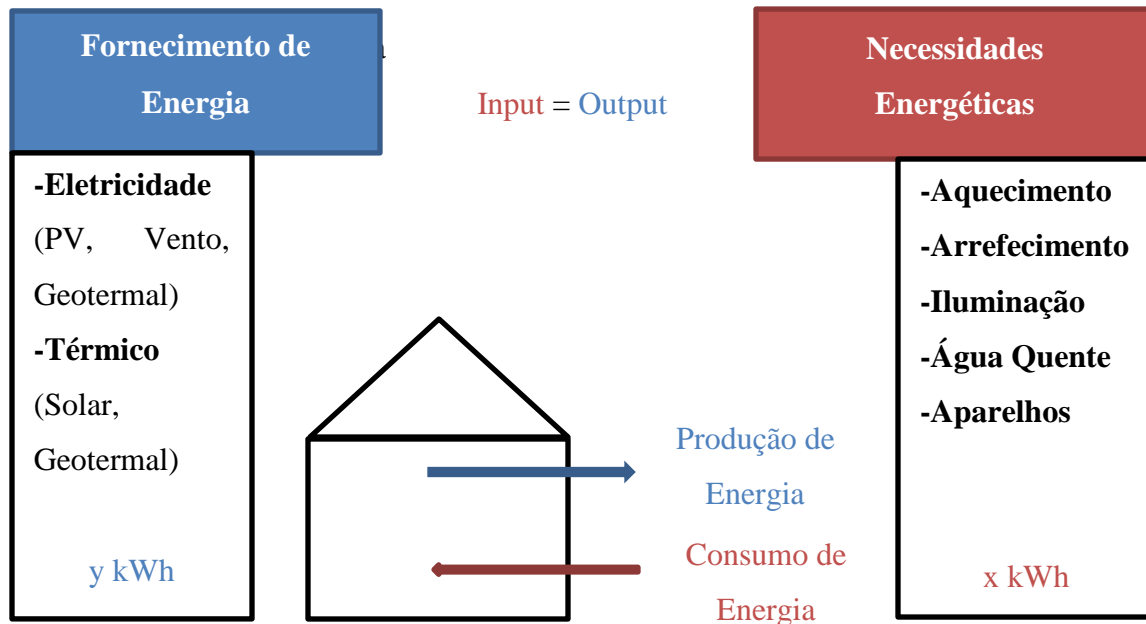 Fornecimento de
Energia
Input = Output
Necessidades
Energéticas
-Eletricidade
(PV, Vento,
Geotermal)
-Térmico
(Solar,
Geotermal)
y kWh
Produção de
Energia
Consumo de
Energia
-Aquecimento
-Arrefecimento
-Iluminação
-Água Quente
-Aparelhos
x kWh